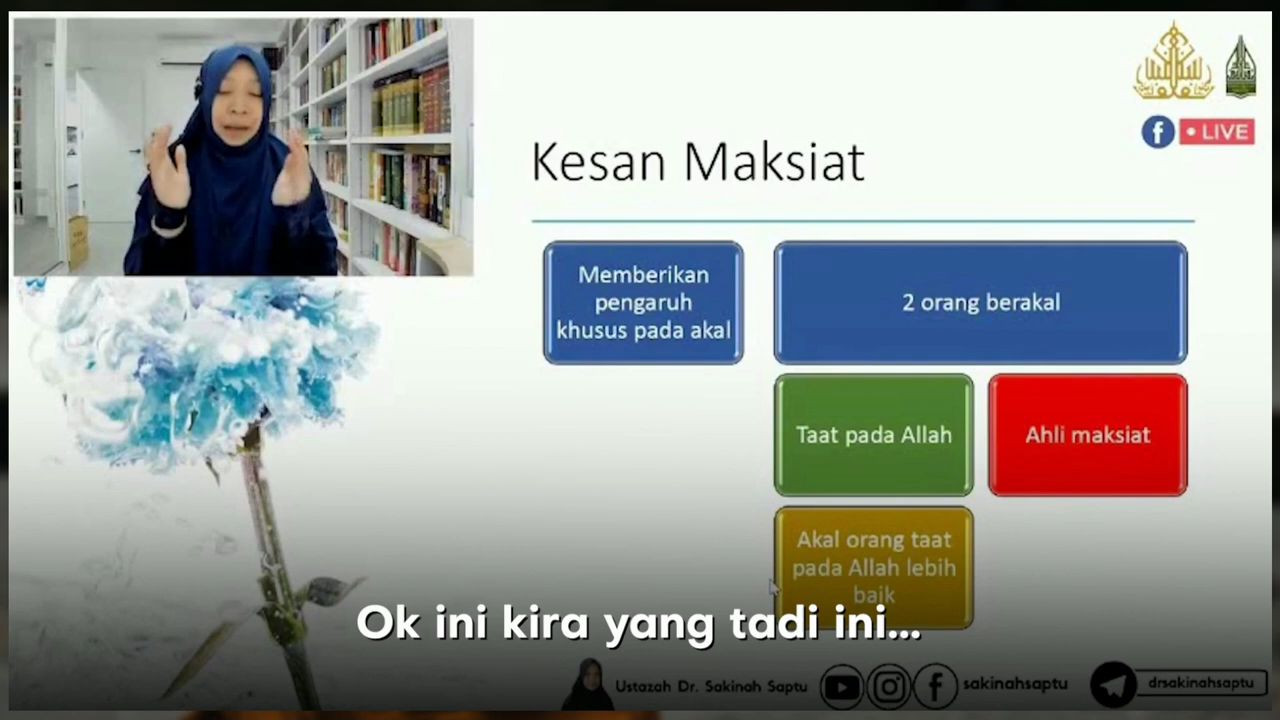 LIVE
Kesan Maksiat
Memberikan
pengaruh
khusus pada akal
2 orang berakal
Taat pada Allah
Ahli maksiat
Akal orang taat
pada Allah lebih
baik
Ok ini kira yang tadi ini...
Ustazah Dr. Sakinah Saptu
sakinahsaptu
drsakinahsaptu